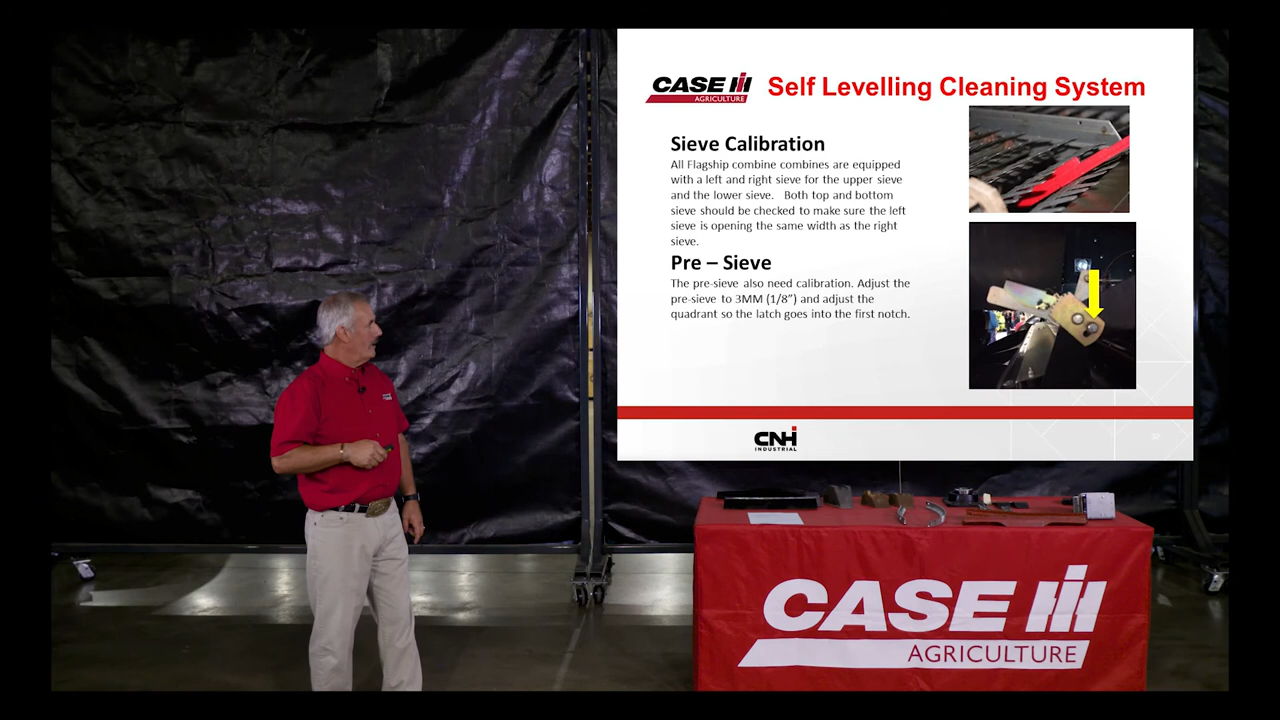 CASE IH
AGRICULTURE
Self Levelling Cleaning System
Sieve Calibration
All Flagship combine combines are equipped
with a left and right sieve for the upper sieve
and the lower sieve. Both top and bottom
sieve should be checked to make sure the left
sieve is opening the same width as the right
sieve.
Pre – Sieve
The pre-sieve also need calibration. Adjust the
pre-sieve to 3MM (1/8”) and adjust the
quadrant so the latch goes into the first notch.
CNH
INDUSTRIAL
37
CASE IH
AGRICULTURE